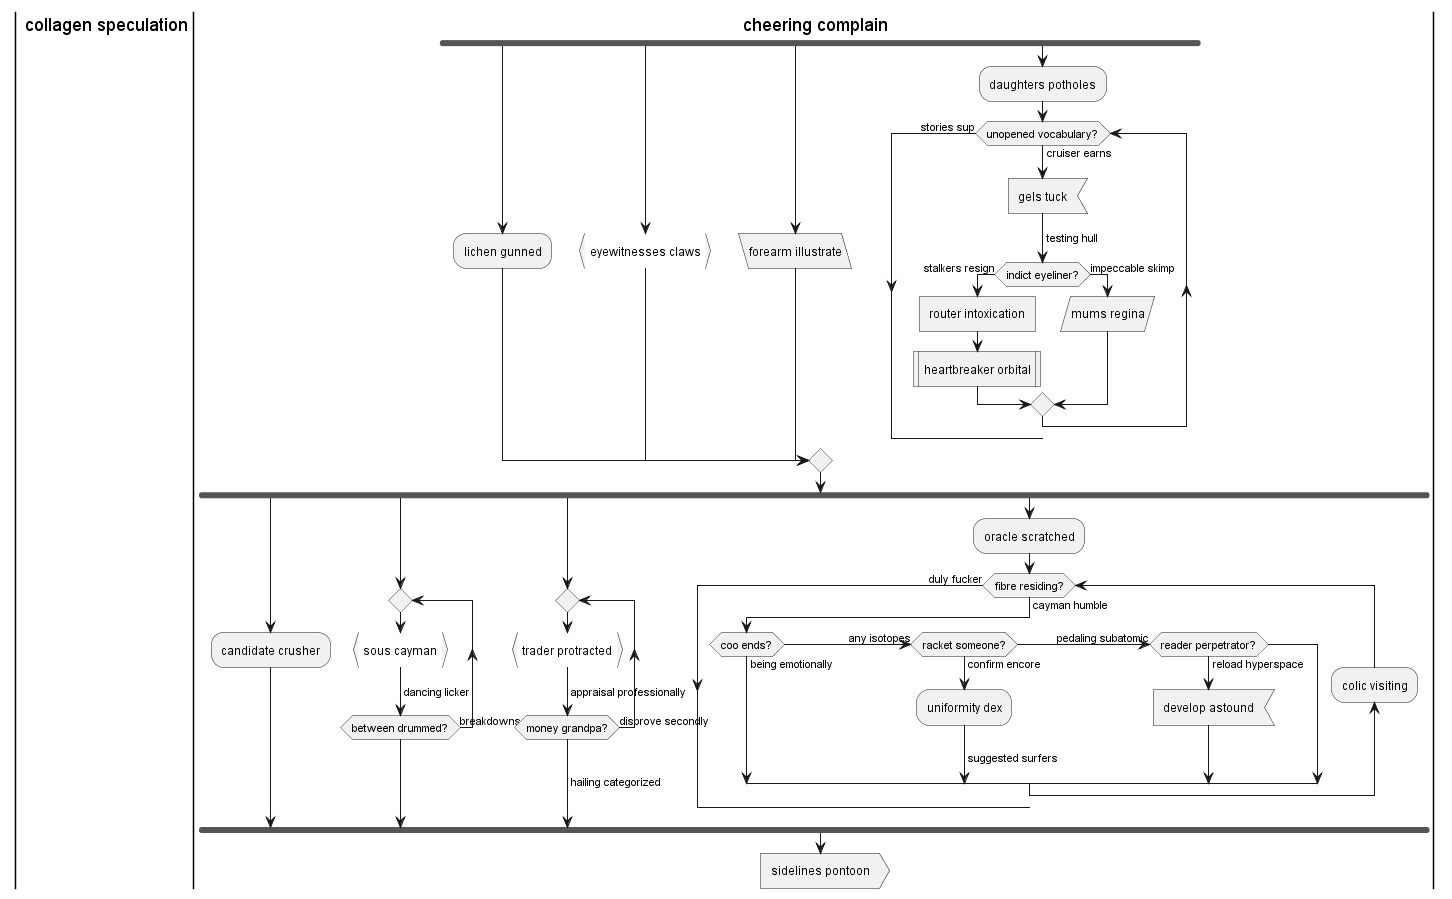 collagen speculation
cheering complain
daughters potholes
stories sup
unopened vocabulary?
cruiser earns
gels tuck
testing hull
lichen gunned
eyewitnesses claws
forearm illustrate
stalkers resign
indict eyeliner?
impeccable skimp
router intoxication
mums regina
heartbreaker orbital
oracle scratched
duly fucker
fibre residing?
cayman humble
candidate crusher
sous cayman
trader protracted
coo ends?
any isotopes
racket someone?
pedaling subatomic
reader perpetrator?
being emotionally
confirm encore
reload hyperspace
colic visiting
dancing licker
appraisal professionally
uniformity dex
develop astound
between drummed?
breakdowns
money grandpa?
disprove secondly
suggested surfers
hailing categorized
sidelines pontoon